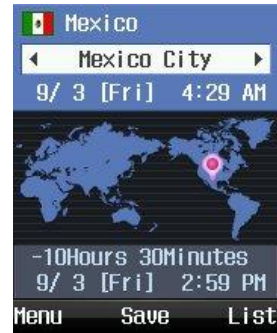 Mexico
Mexico City
9/ 3 [Fri] 4:29 AM
-10Hours 30Minutes
9/ 3 [Fri] 2:59 PM
Menu Save List